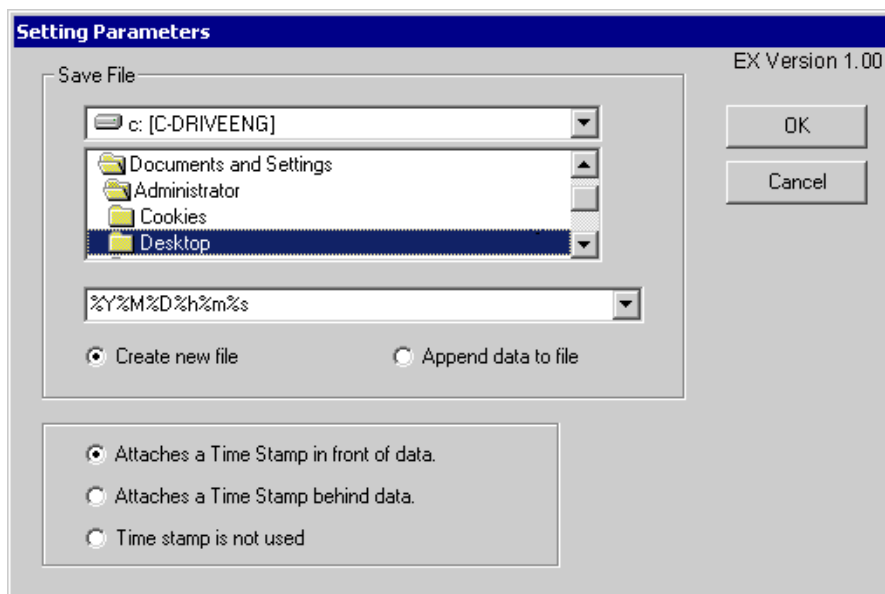 Setting Parameters
EX Version 1.00
Save File
c: [C-DRIVEENG]
OK
Documents and Settings
Administrator
Cancel
Cookies
Desktop
%Y%M%D%h%m%s
Create new file
Append data to file
Attaches a Time Stamp in front of data.
Attaches a Time Stamp behind data.
Time stamp is not used